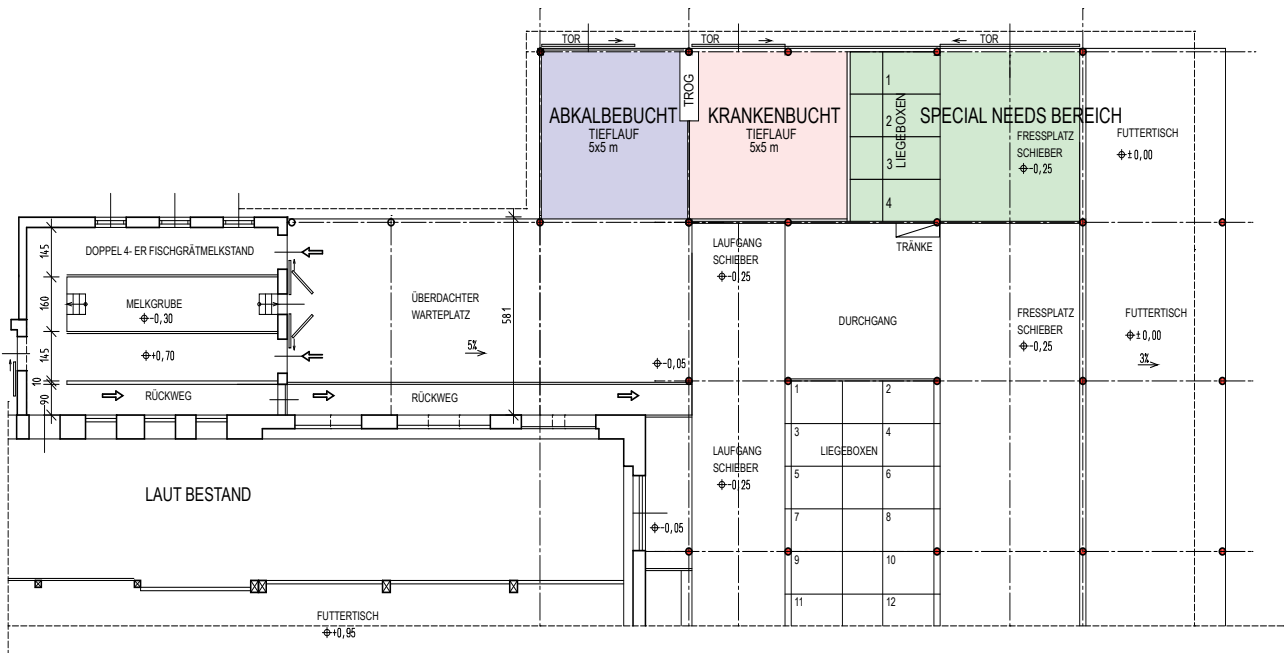 TOR
TOR
TOR
TROG
ABKALBEBUCHT
TIEFLAUF
5x5 m
KRANKENBUCHT
TIEFLAUF
5x5 m
1
2
3
4
LIEGEBOXEN
SPECIAL NEEDS BEREICH
FRESSPLATZ
SCHIEBER
-0,25
FUTTERTISCH
±0,00
DOPPEL 4- ER FISCHGRÄTMELKSTAND
MELKGRUBE
-0,30
+0,70
145
160
145
10
90
RÜCKWEG
ÜBERDACHTER
WARTEPLATZ
5%
581
RÜCKWEG
-0,05
LAUFGANG
SCHIEBER
-0,25
TRÄNKE
DURCHGANG
FRESSPLATZ
SCHIEBER
-0,25
FUTTERTISCH
±0,00
3%
LAUFGANG
SCHIEBER
-0,25
LIEGEBOXEN
1 2
3 4
5 6
7 8
9 10
11 12
-0,05
LAUT BESTAND
FUTTERTISCH
+0,95